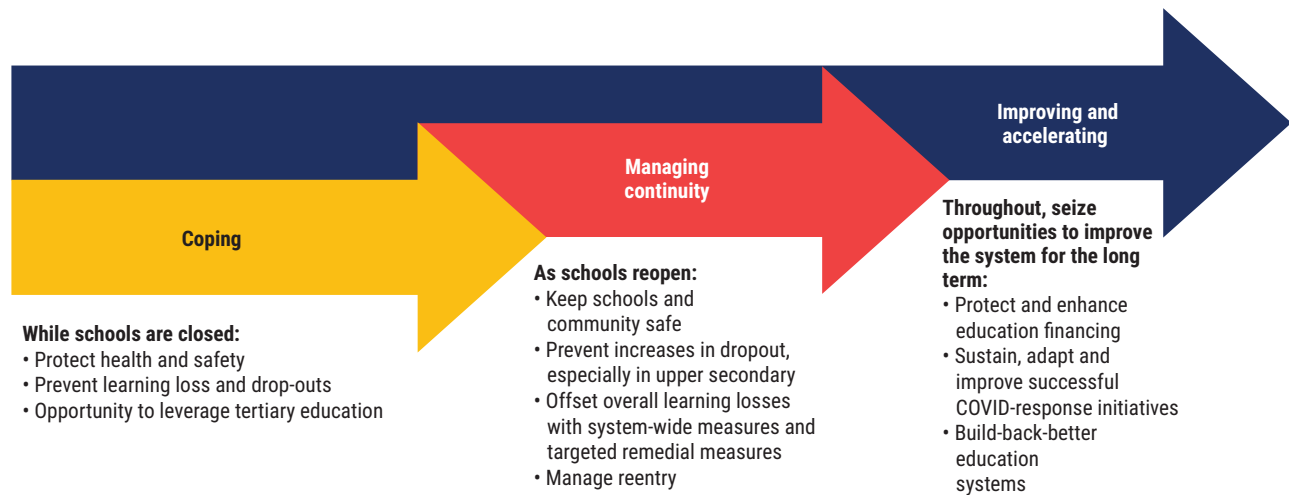 Coping
While schools are closed:
• Protect health and safety
• Prevent learning loss and drop-outs
• Opportunity to leverage tertiary education
Managing
continuity
As schools reopen:
• Keep schools and
community safe
• Prevent increases in dropout,
especially in upper secondary
• Offset overall learning losses
with system-wide measures and
targeted remedial measures
• Manage reentry
Improving and
accelerating
Throughout, seize
opportunities to improve
the system for the long
term:
• Protect and enhance
education financing
• Sustain, adapt and
improve successful
COVID-response initiatives
• Build-back-better
education
systems